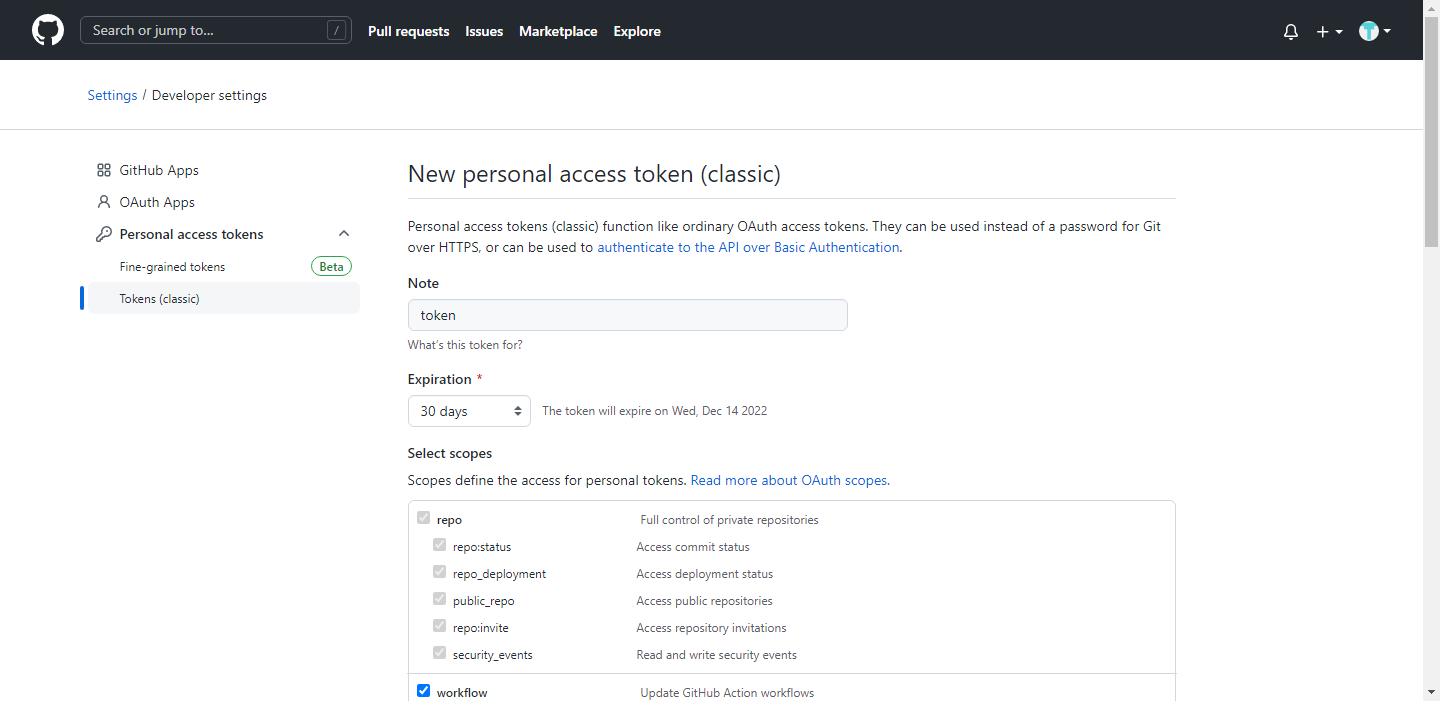 Search or jump to... /
Pull requests
Issues
Marketplace
Explore
Settings / Developer settings
GitHub Apps
OAuth Apps
Personal access tokens
Fine-grained tokens Beta
Tokens (classic)
New personal access token (classic)
Personal access tokens (classic) function like ordinary OAuth access tokens. They can be used instead of a password for Git
over HTTPS, or can be used to authenticate to the API over Basic Authentication.
Note
token
What's this token for?
Expiration *
30 days The token will expire on Wed, Dec 14 2022
Select scopes
Scopes define the access for personal tokens. Read more about OAuth scopes.
repo Full control of private repositories
repo:status Access commit status
repo_deployment Access deployment status
public_repo Access public repositories
repo:invite Access repository invitations
security_events Read and write security events
workflow Update GitHub Action workflows